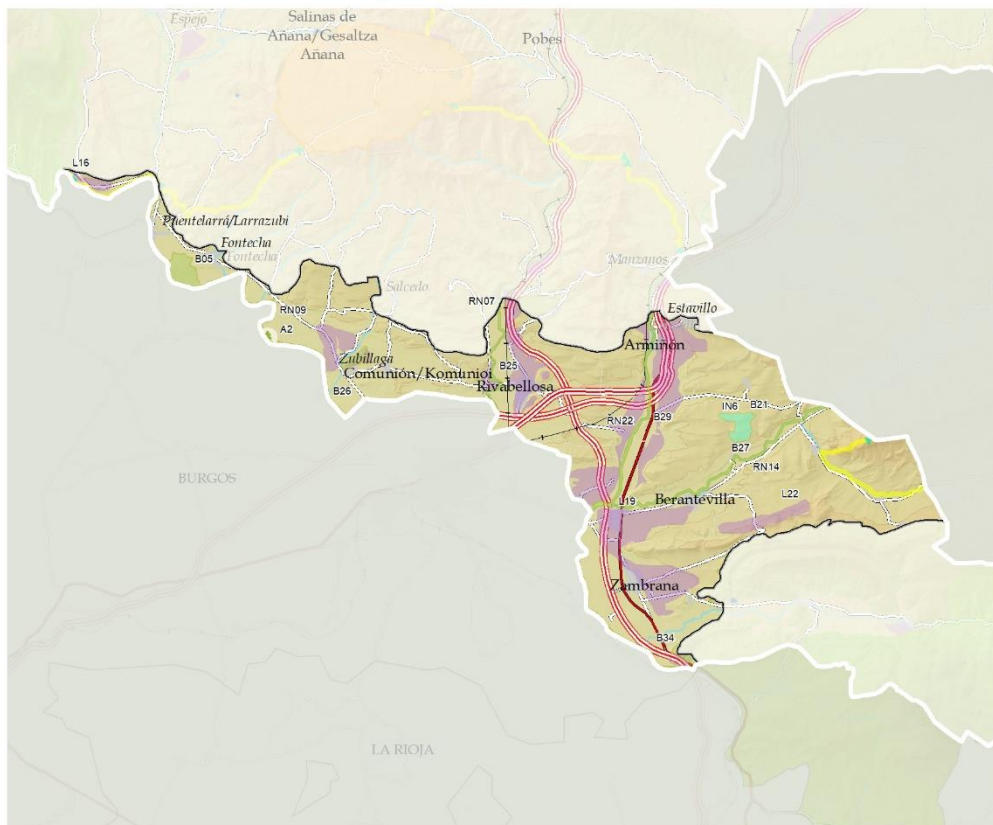 Espejo
Salinas de
Añana/Gesaltza
Añana
Pobes
L16
Puentelarrá/Larrazubi
Fontecha
Fontecha
B05
Manzanos
Salcedo
RN07
Estavillo
RN09
A2
Armiñón
Zubillaga
Comunión/Komunioi
B25
Rivabellosa
B26
IN6
B21
RN22
B29
B27
RN14
BURGOS
L19
Berantevilla
L22
Zambrana
B34
LA RIOJA